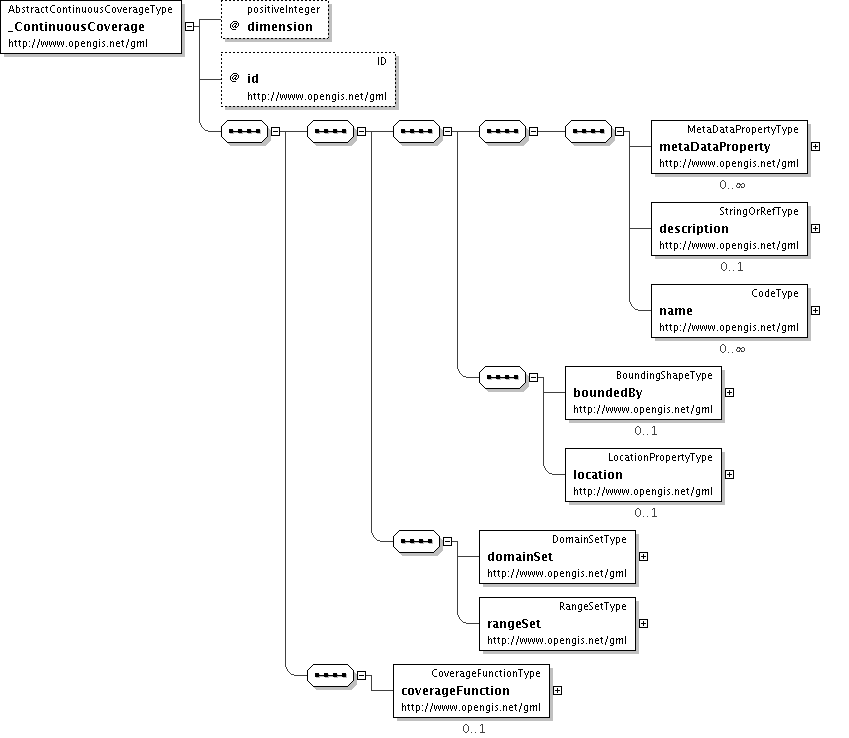 AbstractContinuousCoverageType
_ContinuousCoverage
http://www.opengis.net/gml
positiveInteger
@ dimension
ID
@ id
http://www.opengis.net/gml
MetaDataPropertyType
metaDataProperty
http://www.opengis.net/gml
0..∞
StringOrRefType
description
http://www.opengis.net/gml
0..1
CodeType
name
http://www.opengis.net/gml
0..∞
BoundingShapeType
boundedBy
http://www.opengis.net/gml
0..1
LocationPropertyType
location
http://www.opengis.net/gml
0..1
DomainSetType
domainSet
http://www.opengis.net/gml
RangeSetType
rangeSet
http://www.opengis.net/gml
CoverageFunctionType
coverageFunction
http://www.opengis.net/gml
0..1